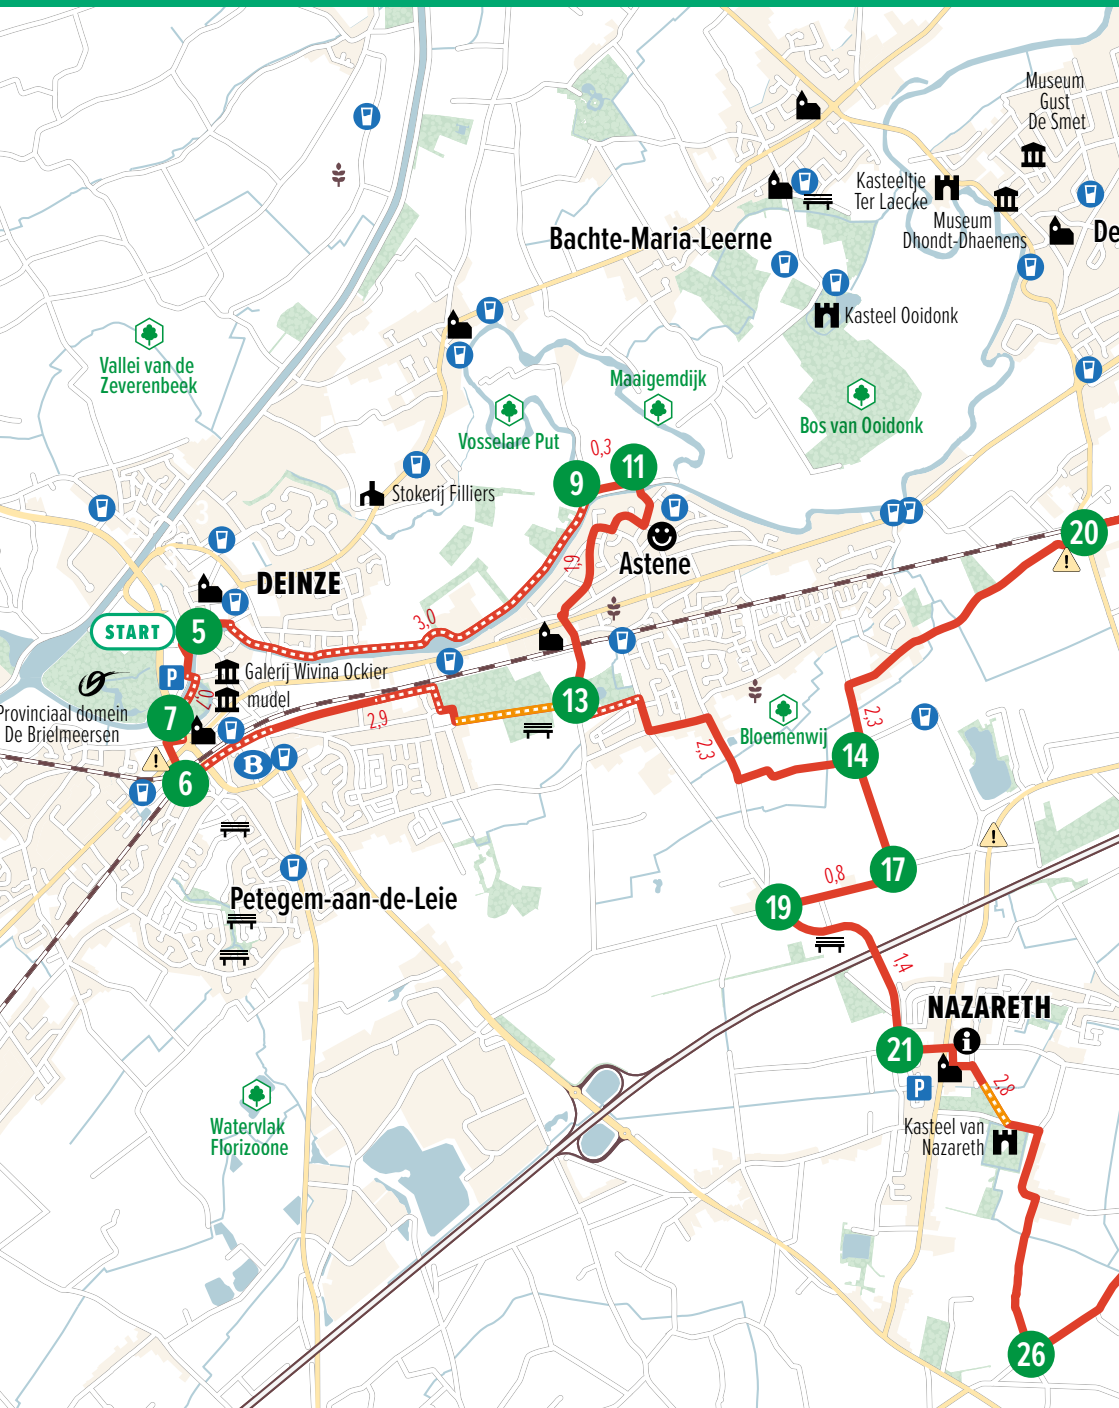 Museum
Gust
De Smet
Kasteeltje
Ter Laecke
Museum
Dhondt-Dhaenens
De
Bachte-Maria-Leerne
Kasteel Ooidonk
Vallei van de
Zeverenbeek
Maaigemdijk
Vosselare Put
Bos van Ooidonk
0,3
11
9
Stokerij Filliers
3
20
!
1,9
Astene
DEINZE
START
5
3,0
P
Galerij Wivina Ockier
mudel
0,7
Provinciaal domein
De Brielmeersen
7
13
2,9
2,3
Bloemenwijk
2,3
14
!
B
6
!
17
0,8
19
Petegem-aan-de-Leie
1,4
NAZARETH
i
21
P
2,8
Kasteel van
Nazareth
Watervlak
Florizoone
26